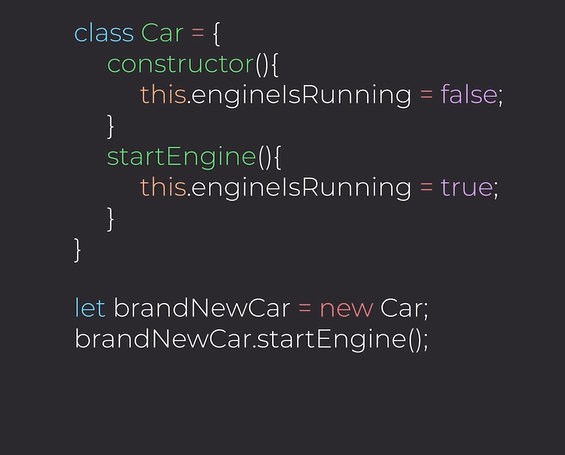 class Car = {
constructor(){
this.engineIsRunning = false;
}
startEngine(){
this.engineIsRunning = true;
}
}
let brandNewCar = new Car;
brandNewCar.startEngine();